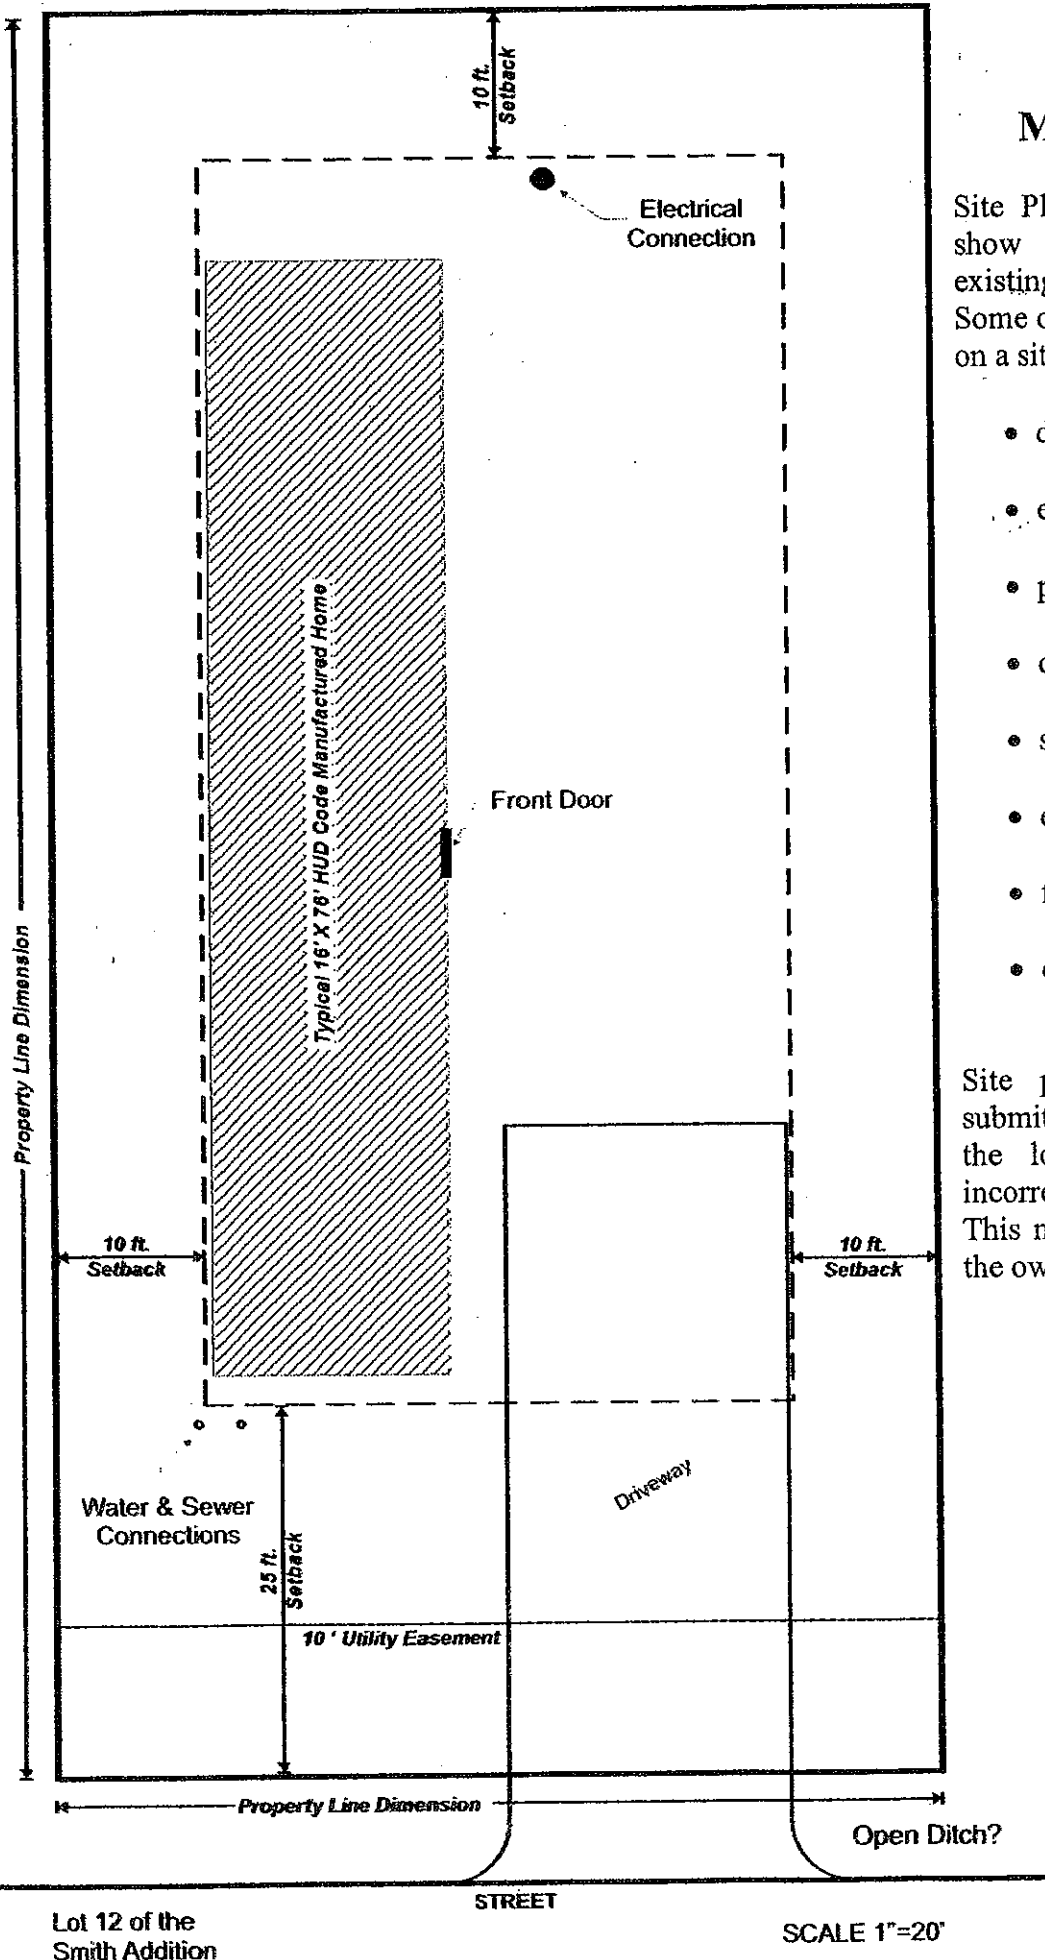 10 ft.
Setback
Electrical
Connection
Typical 16' X 76' HUD Code Manufactured Home
Front Door
Property Line Dimension
10 ft.
Setback
10 ft.
Setback
Water & Sewer
Connections
25 ft.
Setback
Driveway
10 ' Utility Easement
Property Line Dimension
Open Ditch?
STREET
Lot 12 of the
Smith Addition
SCALE 1"=20'
M
Site Pl
show
existing
Some o
on a sit
• d
• e
• p
•
• s
• e
•
•
Site p
submit
the lo
incorre
This n
the ow